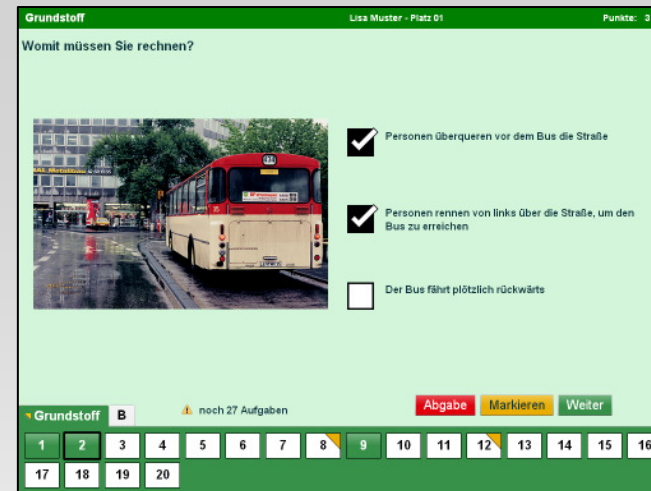 Grundstoff
Lisa Muster - Platz 01
Punkte: 3
Womit müssen Sie rechnen?
434
Personen überqueren vor dem Bus die Straße
Personen rennen von links über die Straße, um den
Bus zu erreichen
Der Bus fährt plötzlich rückwärts
Grundstoff
B
noch 27 Aufgaben
Abgabe
Markieren
Weiter
1 2 3 4 5 6 7 8 9 10 11 12 13 14 15 16
17 18 19 20